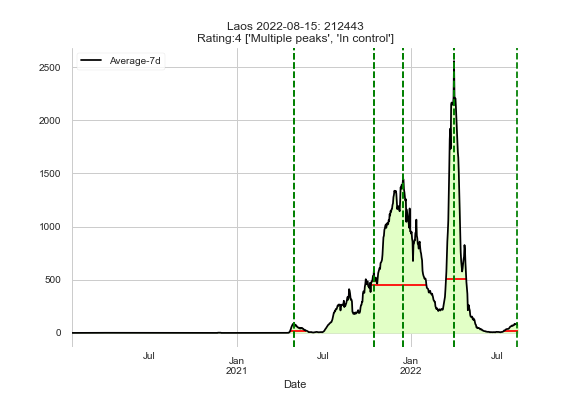 Laos 2022-08-15: 212443
Rating:4 ['Multiple peaks', 'In control']
Average-7d
2500
2000
1500
1000
500
0
Jul
Jan
2021
Jul
Jan
2022
Jul
Date